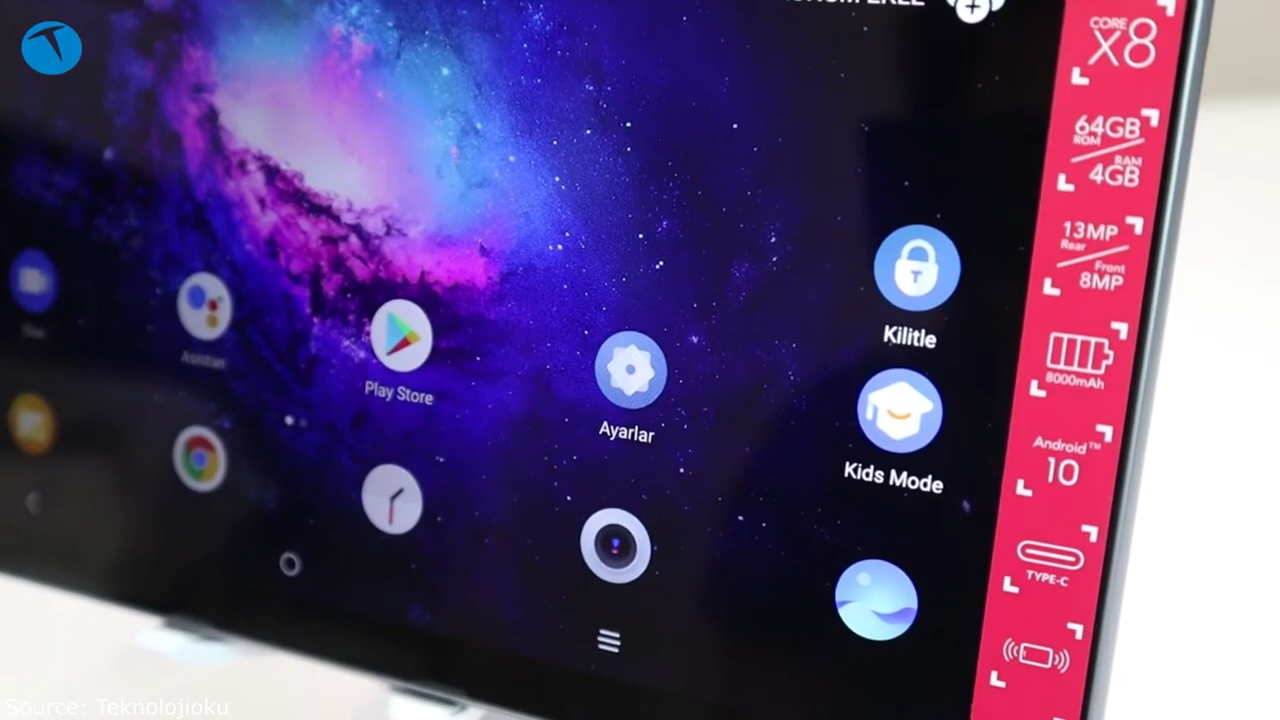 CORE
X8
64GB
ROM
RAM
4GB
13MP
Rear
Front
8MP
8000mAh
Android™
10
TYPE-C
Kilitle
Kids Mode
Ayarlar
Play Store
Asistan
Source: Teknolojioku